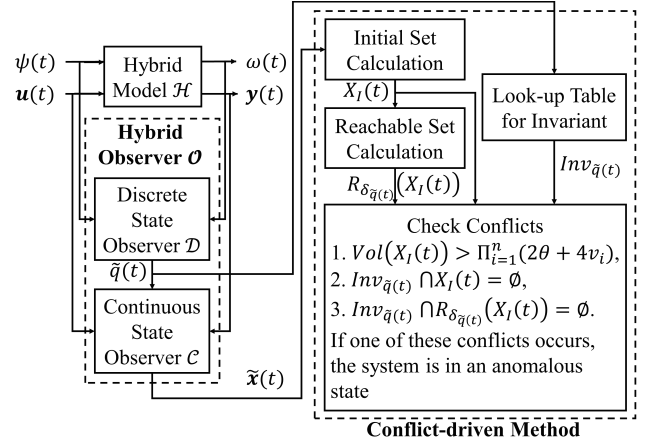 ψ(t)
u(t)
Hybrid
Model ℋ
ω(t)
y(t)
Hybrid
Observer 𝒪
Discrete
State
Observer 𝒟
q̃(t)
Continuous
State
Observer 𝒞
x̃(t)
Initial Set
Calculation
X_I(t)
Reachable Set
Calculation
R_{δ_{q̃(t)}}(X_I(t))
Look-up Table
for Invariant
Inv_{q̃(t)}
Check Conflicts
1. Vol(X_I(t)) > Π_{i=1}^{n}(2θ + 4v_i),
2. Inv_{q̃(t)} ⋂X_I(t) = ∅,
3. Inv_{q̃(t)} ⋂R_{δ_{q̃(t)}}(X_I(t)) = ∅.
If one of these conflicts occurs,
the system is in an anomalous
state
Conflict-driven Method